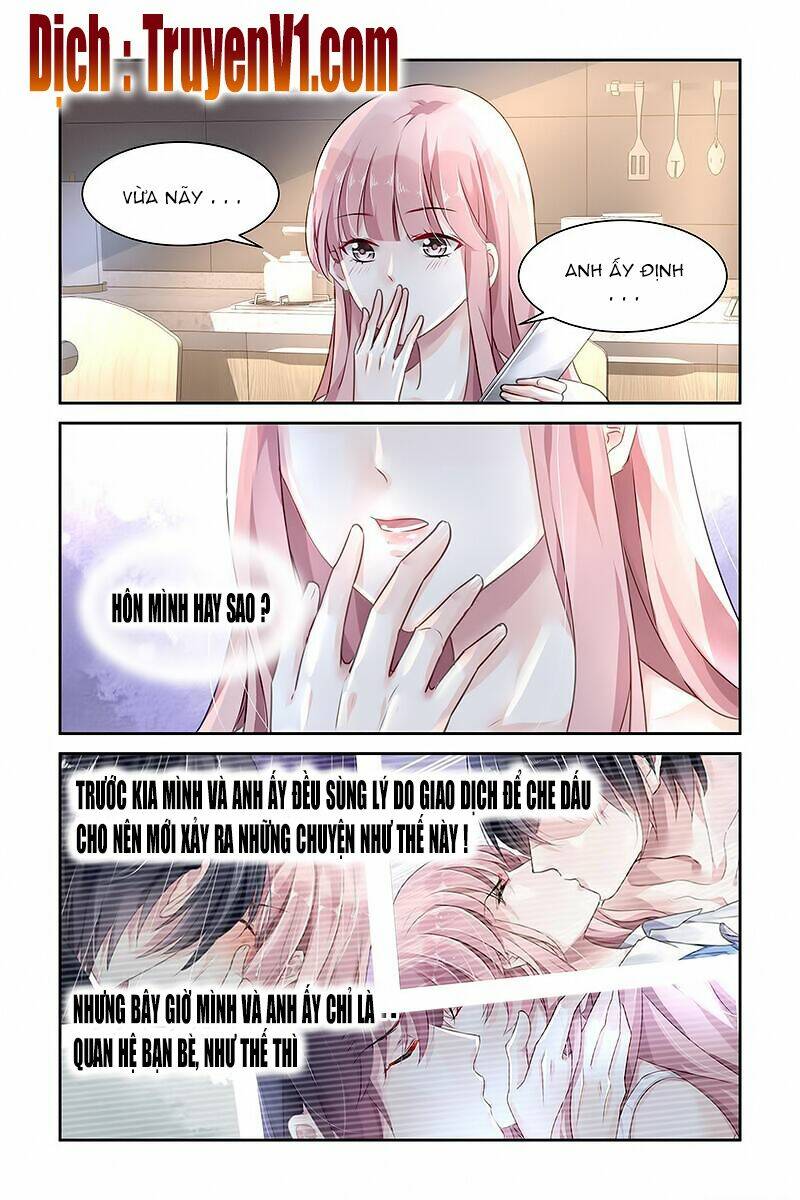 Dịch : TruyenV1.com
VỪA NÃY . . .
ANH ẤY ĐỊNH
. . .
HÔN MÌNH HAY SAO ?
TRƯỚC KIA MÌNH VÀ ANH ẤY ĐỀU SÙNG LÝ DO GIAO DỊCH ĐỂ CHE DẤU
CHO NÊN MỚI XẢY RA NHỮNG CHUYỆN NHƯ THẾ NÀY !
NHƯNG BÂY GIỜ MÌNH VÀ ANH ẤY CHỈ LÀ . .
QUAN HỆ BẠN BÈ, NHƯ THẾ THÌ